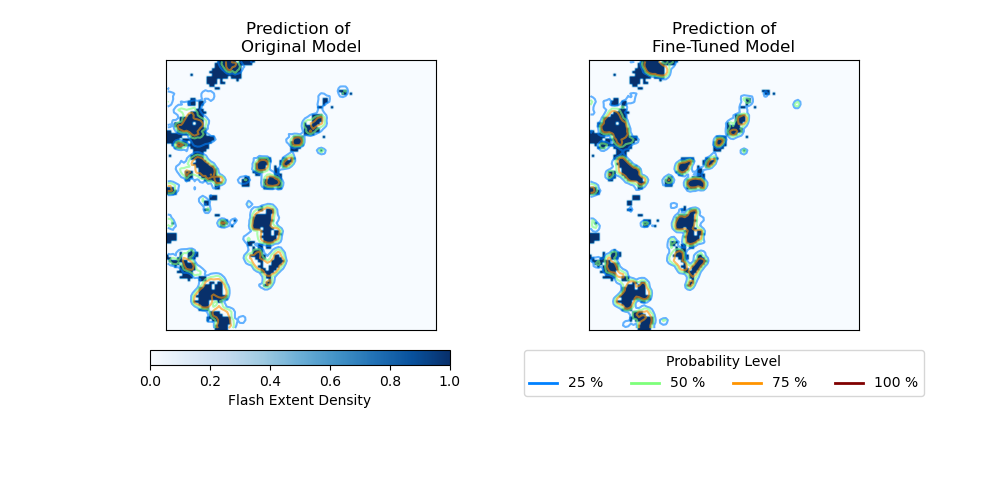 Prediction of
Original Model
Prediction of
Fine-Tuned Model
0.0 0.2 0.4 0.6 0.8 1.0
Flash Extent Density
Probability Level
25 % 50 % 75 % 100 %